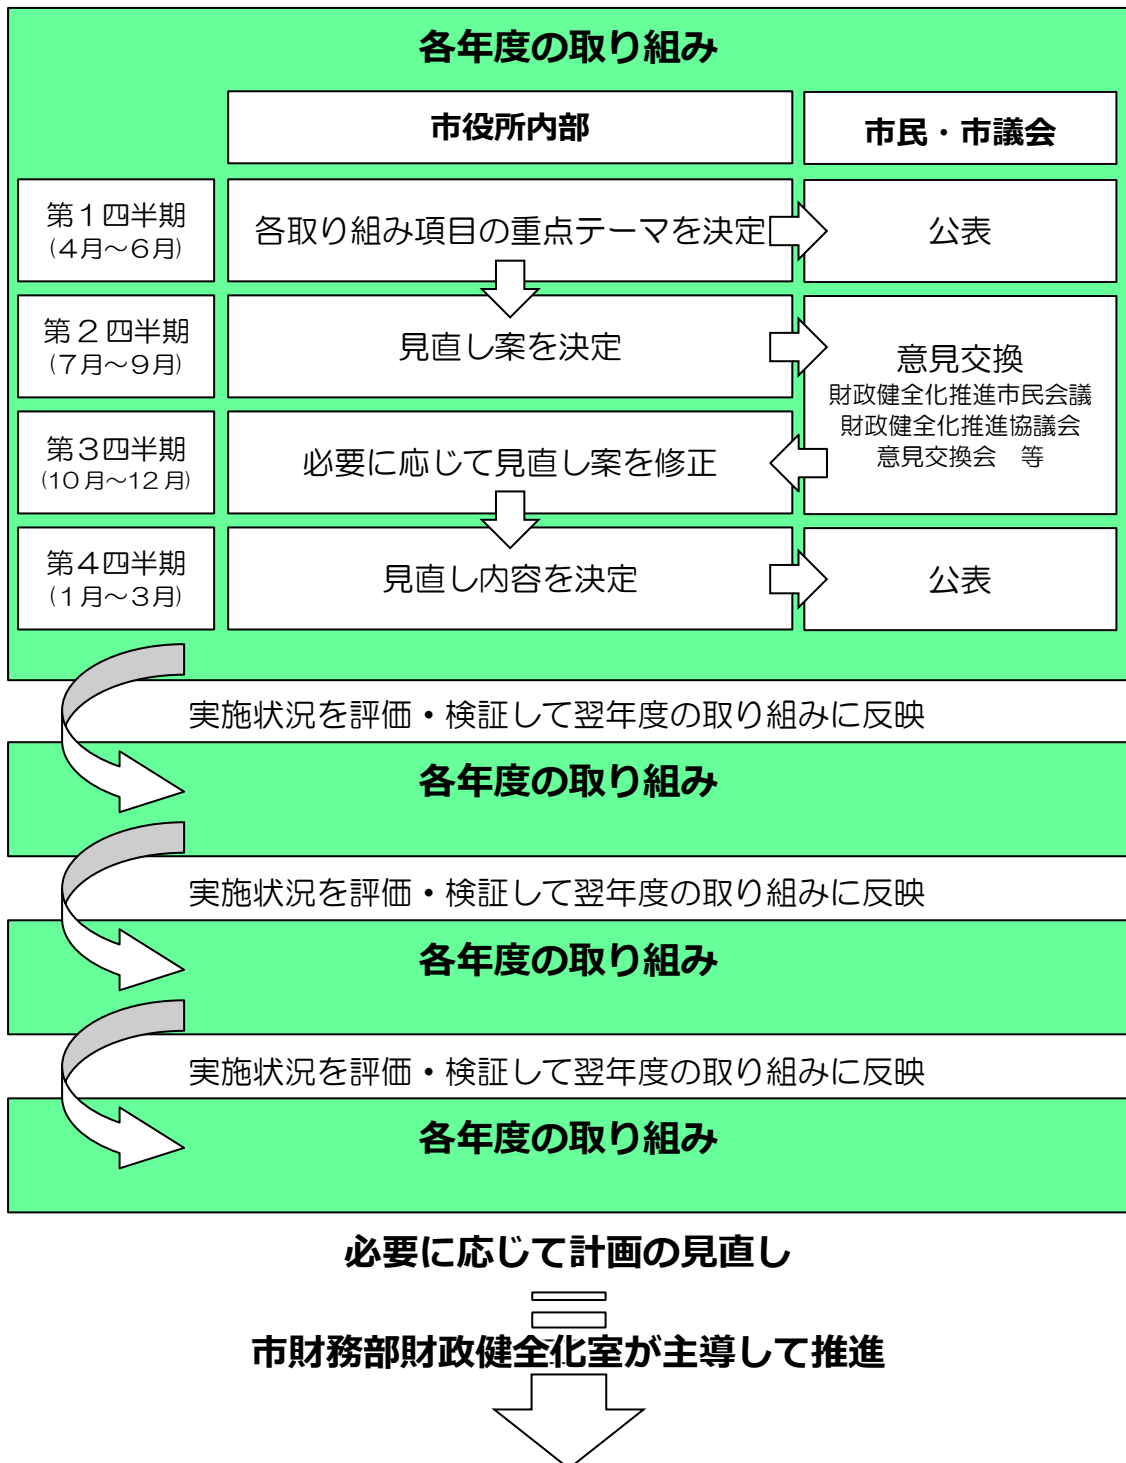 各年度の取り組み
市役所内部
市民・市議会
第1四半期
(4月～6月)
各取り組み項目の重点テーマを決定
公表
第2四半期
(7月～9月)
見直し案を決定
意見交換
財政健全化推進市民会議
財政健全化推進協議会
意見交換会　等
第3四半期
(10月～12月)
必要に応じて見直し案を修正
第4四半期
(1月～3月)
見直し内容を決定
公表
実施状況を評価・検証して翌年度の取り組みに反映
各年度の取り組み
実施状況を評価・検証して翌年度の取り組みに反映
各年度の取り組み
実施状況を評価・検証して翌年度の取り組みに反映
各年度の取り組み
必要に応じて計画の見直し
市財務部財政健全化室が主導して推進